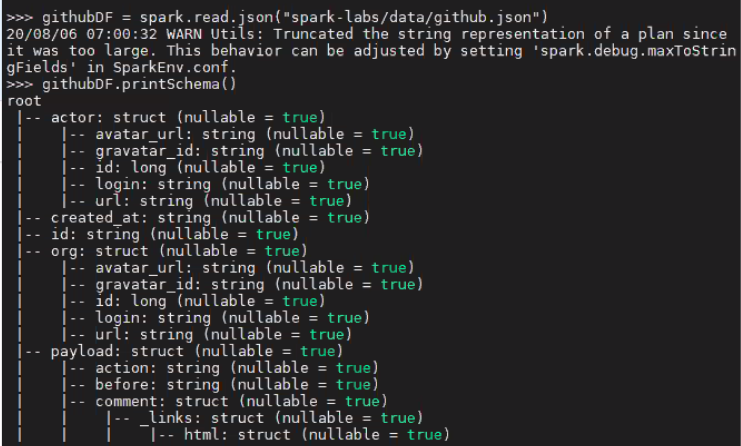 >>> githubDF = spark.read.json("spark-labs/data/github.json")
20/08/06 07:00:32 WARN Utils: Truncated the string representation of a plan since
it was too large. This behavior can be adjusted by setting 'spark.debug.maxToStrin
gFields' in SparkEnv.conf.
>>> githubDF.printSchema()
root
 |-- actor: struct (nullable = true)
 |    |-- avatar_url: string (nullable = true)
 |    |-- gravatar_id: string (nullable = true)
 |    |-- id: long (nullable = true)
 |    |-- login: string (nullable = true)
 |    |-- url: string (nullable = true)
 |-- created_at: string (nullable = true)
 |-- id: string (nullable = true)
 |-- org: struct (nullable = true)
 |    |-- avatar_url: string (nullable = true)
 |    |-- gravatar_id: string (nullable = true)
 |    |-- id: long (nullable = true)
 |    |-- login: string (nullable = true)
 |    |-- url: string (nullable = true)
 |-- payload: struct (nullable = true)
 |    |-- action: string (nullable = true)
 |    |-- before: string (nullable = true)
 |    |-- comment: struct (nullable = true)
 |    |    |-- _links: struct (nullable = true)
 |    |    |    |-- html: struct (nullable = true)